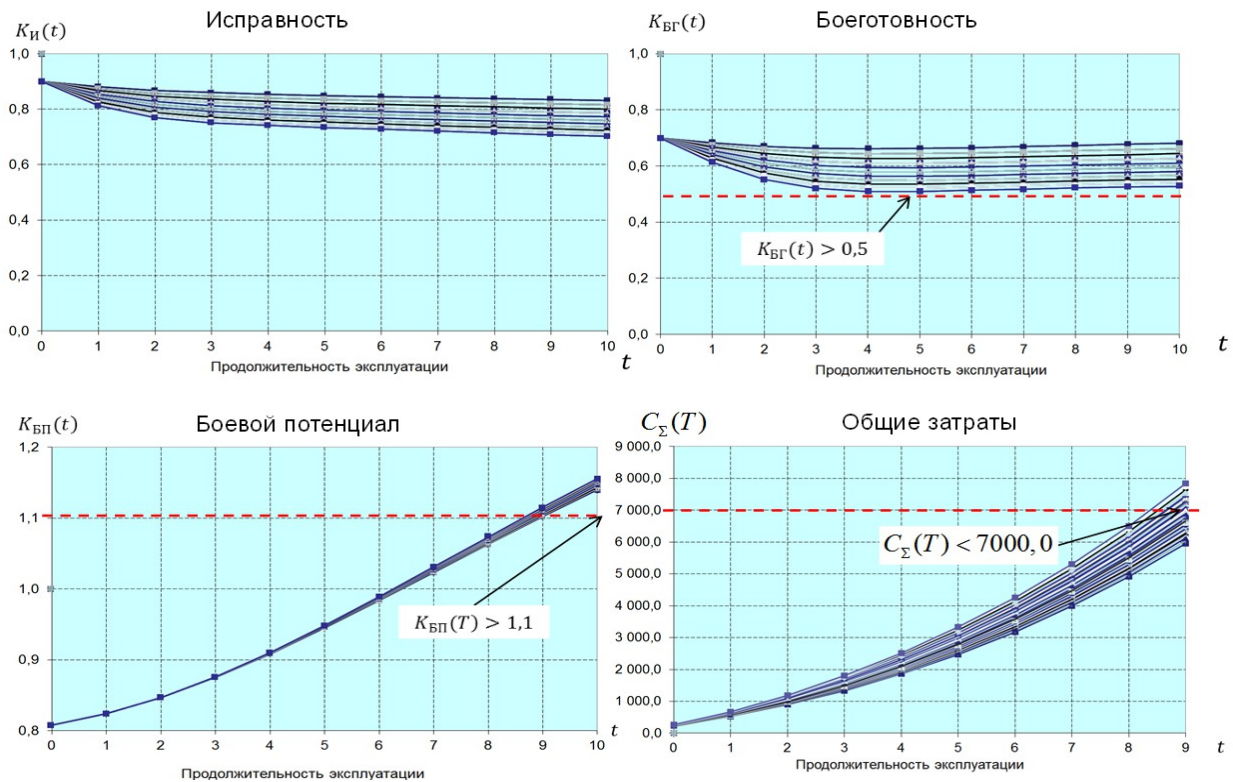 K_И(t)
Исправность
1,0
0,8
0,6
0,4
0,2
0,0
0 1 2 3 4 5 6 7 8 9 10
Продолжительность эксплуатации
t
K_БГ(t)
Боеготовность
1,0
0,8
0,6
0,4
0,2
0,0
K_БГ(t) > 0,5
0 1 2 3 4 5 6 7 8 9 10
Продолжительность эксплуатации
t
K_БП(t)
Боевой потенциал
1,2
1,1
1,0
0,9
0,8
K_БП(T) > 1,1
0 1 2 3 4 5 6 7 8 9 10
t
Продолжительность эксплуатации
C_Σ(T)
Общие затраты
9 000,0
8 000,0
7 000,0
6 000,0
5 000,0
4 000,0
3 000,0
2 000,0
1 000,0
0,0
C_Σ(T) < 7000,0
0 1 2 3 4 5 6 7 8 9
t
Продолжительность эксплуатации